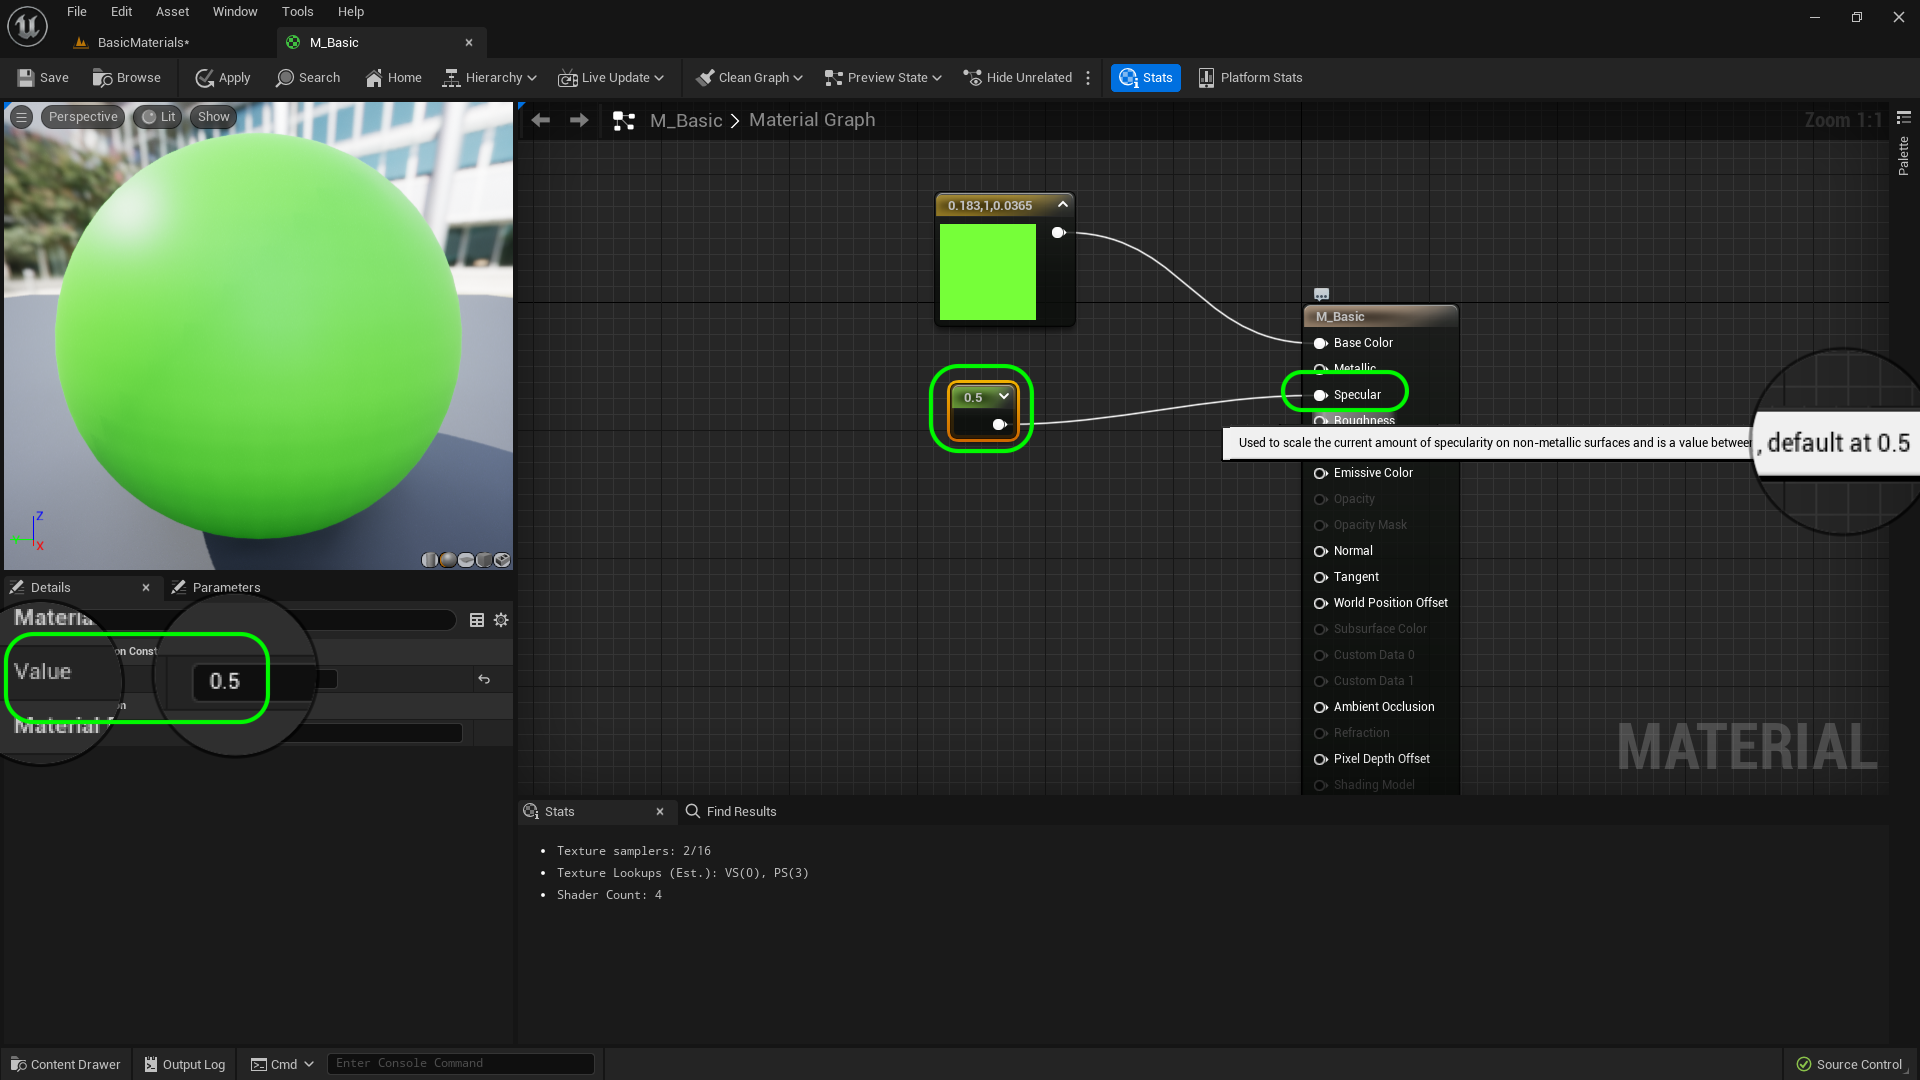 File Edit Asset Window Tools Help
BasicMaterials*
M_Basic
Save Browse Apply Search Home Hierarchy Live Update Clean Graph Preview State Hide Unrelated Stats Platform Stats
Perspective Lit Show
M_Basic > Material Graph
Zoom 1:1
Palette
0.183,1,0.0365
M_Basic
Base Color
Metallic
0.5
Specular
Roughness
Used to scale the current amount of specularity on non-metallic surfaces and is a value between
, default at 0.5
Emissive Color
Opacity
Opacity Mask
Normal
Tangent
World Position Offset
Subsurface Color
Custom Data 0
Custom Data 1
Ambient Occlusion
Refraction
Pixel Depth Offset
Shading Model
MATERIAL
Z
X
Details
Parameters
Materia
on Const
Value
0.5
on
Material
Stats
Find Results
• Texture samplers: 2/16
• Texture Lookups (Est.): VS(0), PS(3)
• Shader Count: 4
Content Drawer Output Log Cmd Enter Console Command Source Control